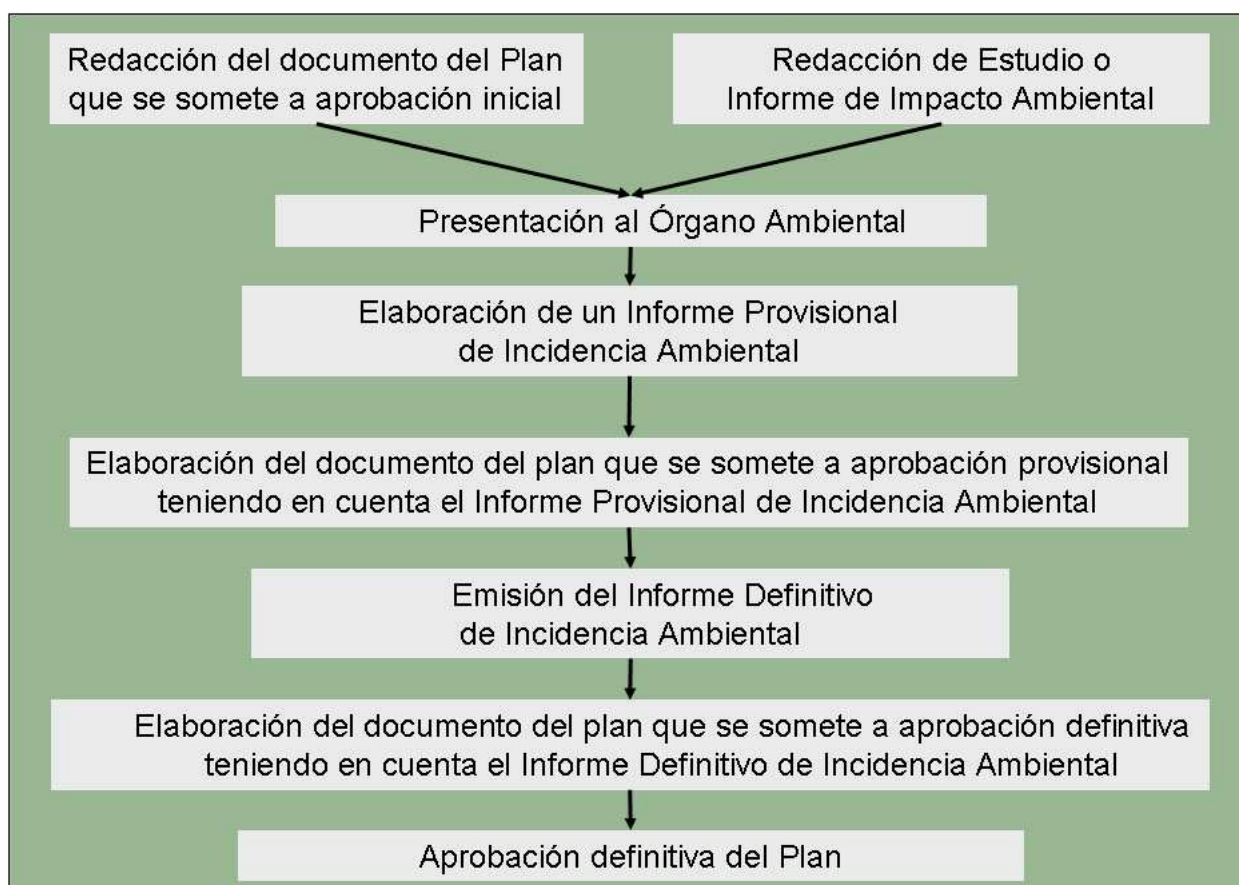 Redacción del documento del Plan
que se somete a aprobación inicial
Redacción de Estudio o
Informe de Impacto Ambiental
Presentación al Órgano Ambiental
Elaboración de un Informe Provisional
de Incidencia Ambiental
Elaboración del documento del plan que se somete a aprobación provisional
teniendo en cuenta el Informe Provisional de Incidencia Ambiental
Emisión del Informe Definitivo
de Incidencia Ambiental
Elaboración del documento del plan que se somete a aprobación definitiva
teniendo en cuenta el Informe Definitivo de Incidencia Ambiental
Aprobación definitiva del Plan